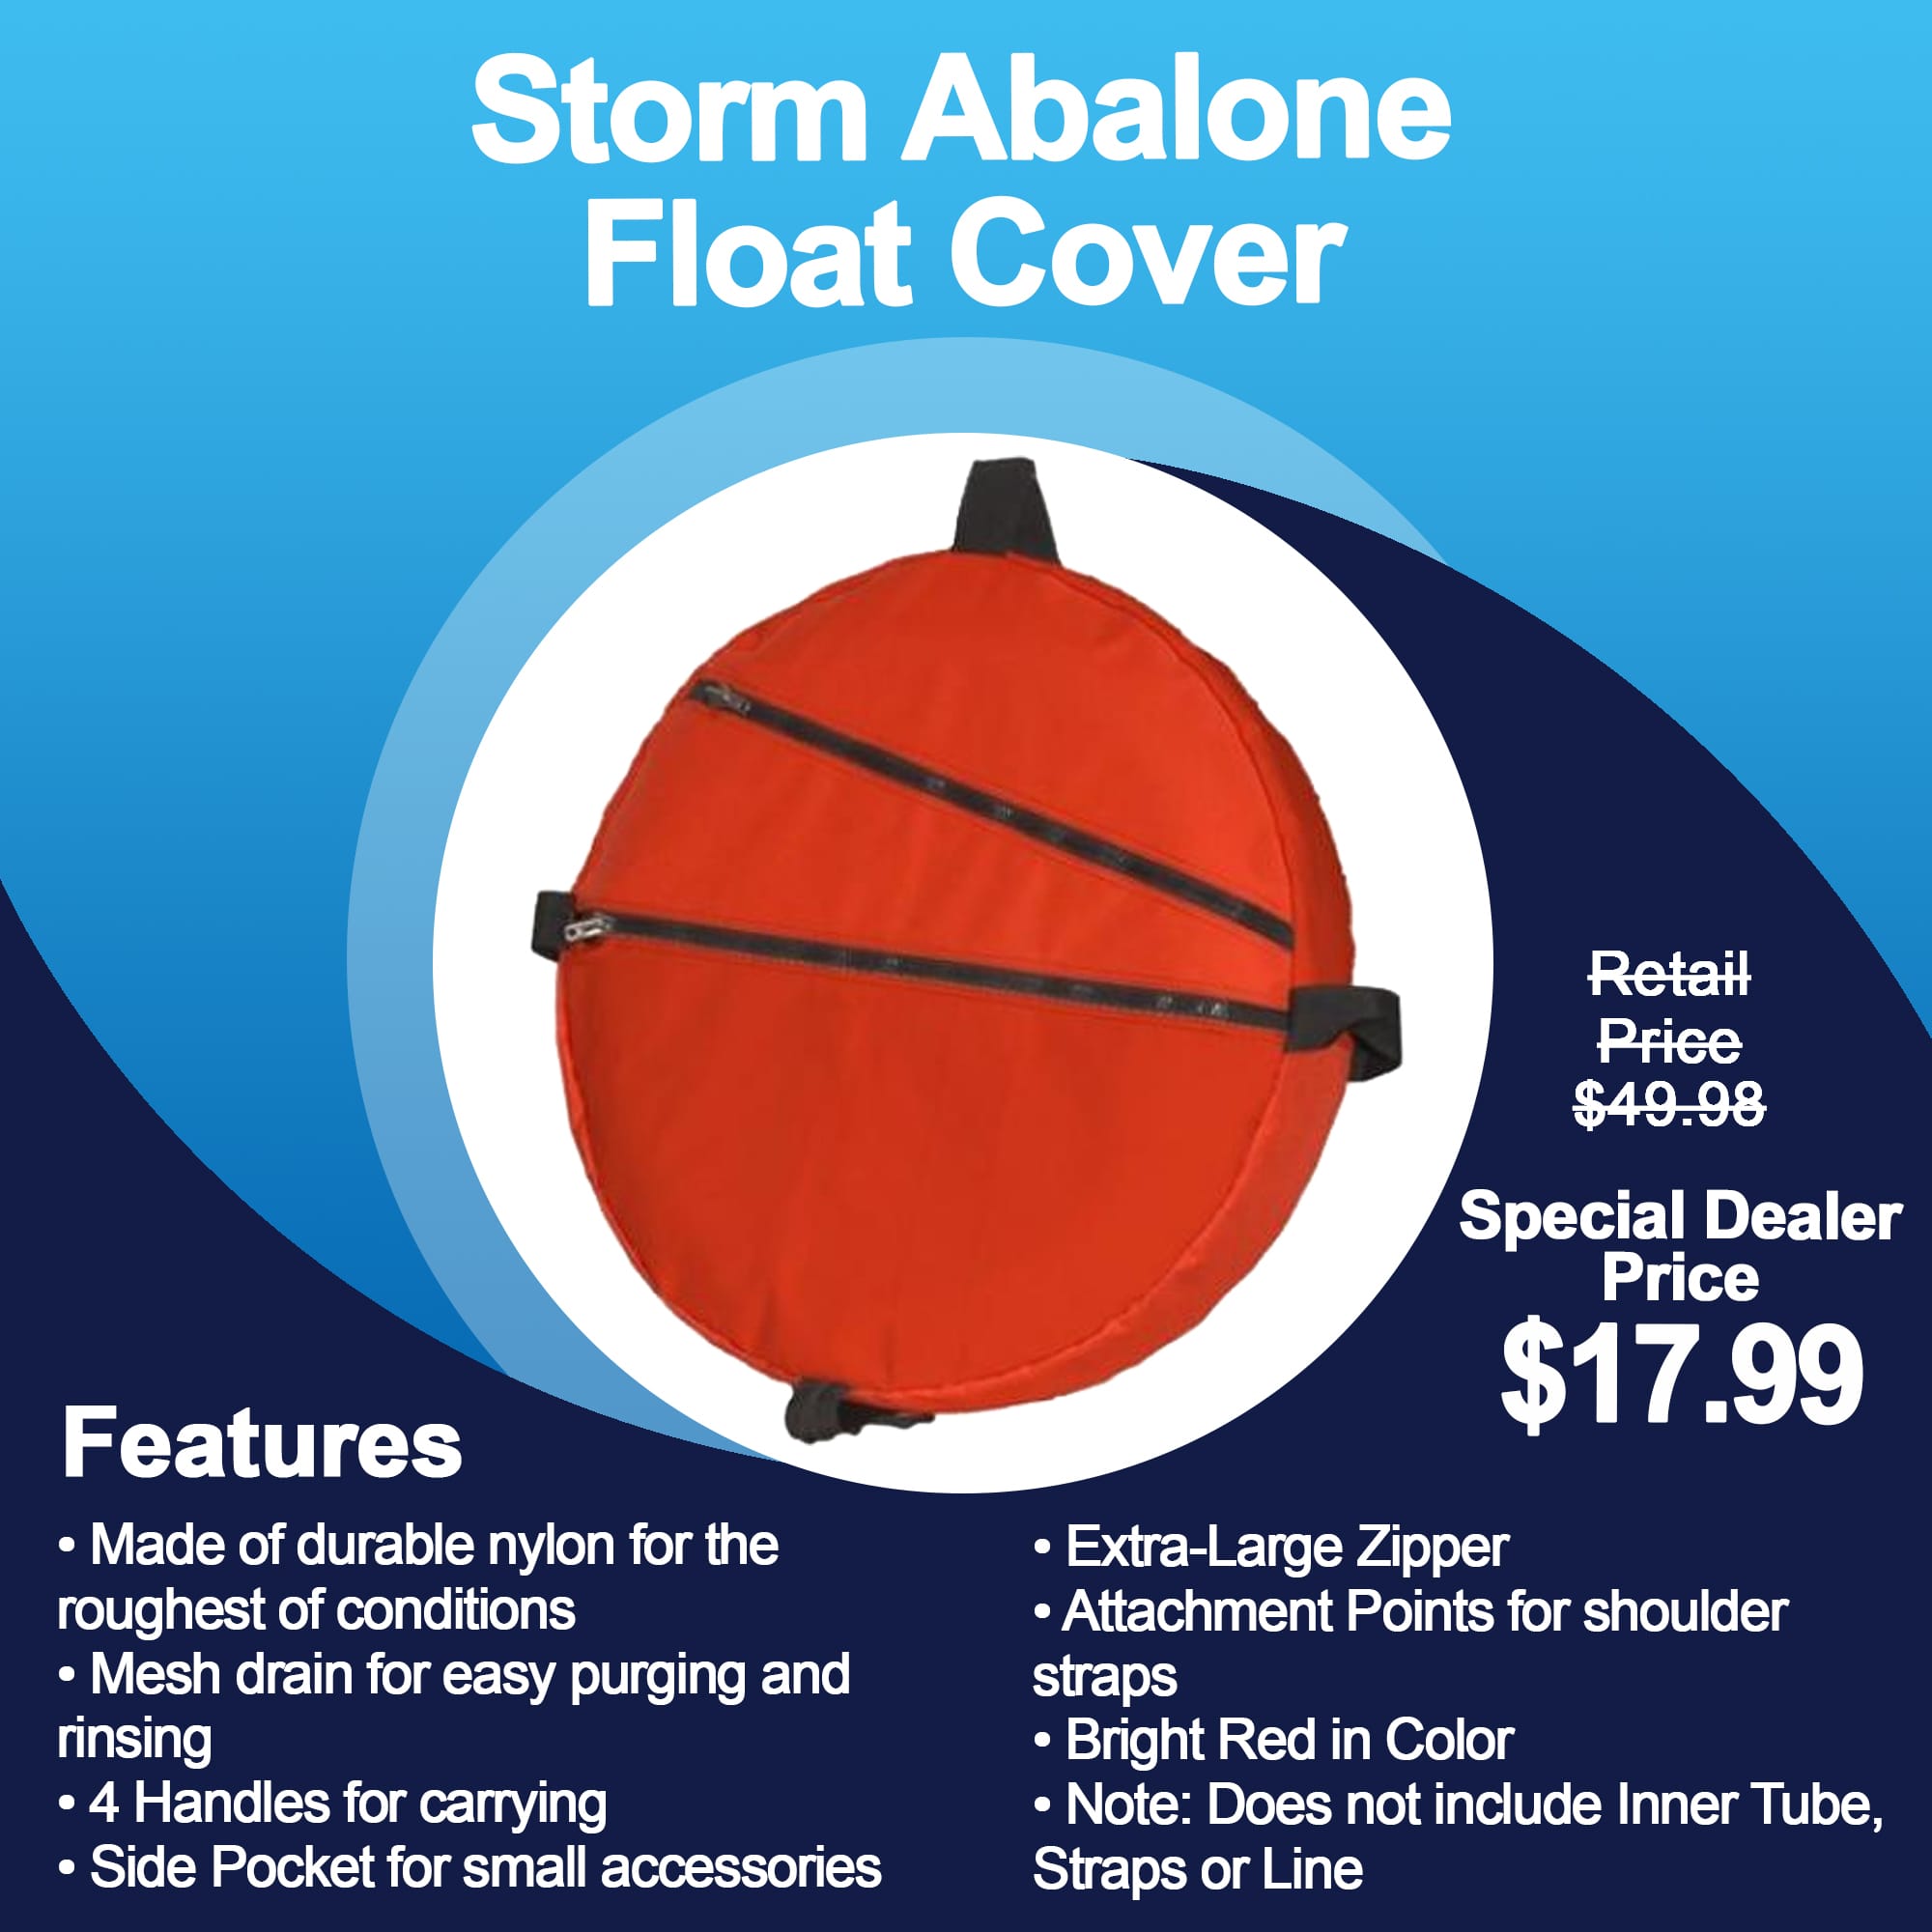 Storm Abalone
Float Cover
Retail
Price
$49.98
Special Dealer
Price
$17.99
Features
• Made of durable nylon for the
roughest of conditions
• Mesh drain for easy purging and
rinsing
• 4 Handles for carrying
• Side Pocket for small accessories
• Extra-Large Zipper
• Attachment Points for shoulder
straps
• Bright Red in Color
• Note: Does not include Inner Tube,
Straps or Line